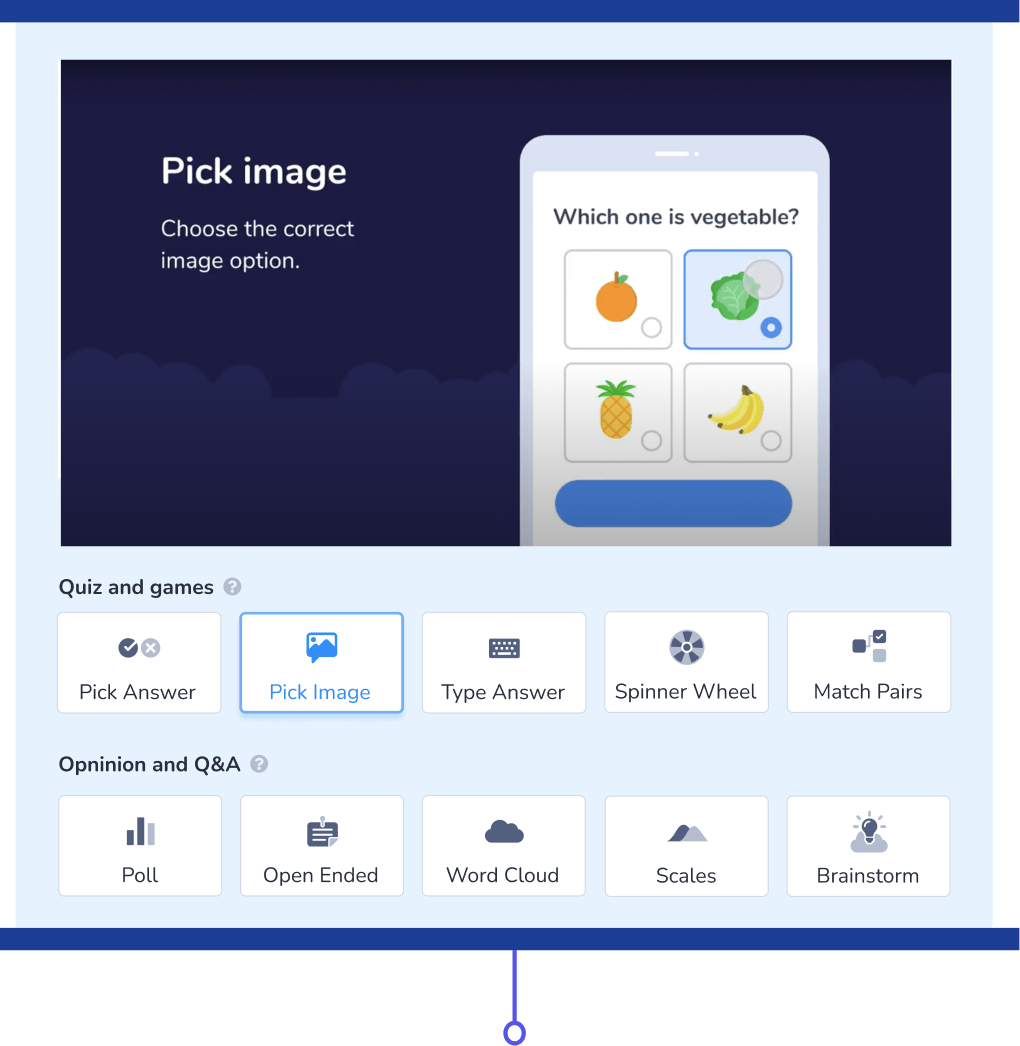 Pick image
Choose the correct
image option.
Which one is vegetable?
Quiz and games ?
Pick Answer
Pick Image
Type Answer
Spinner Wheel
Match Pairs
Opninion and Q&A ?
Poll
Open Ended
Word Cloud
Scales
Brainstorm